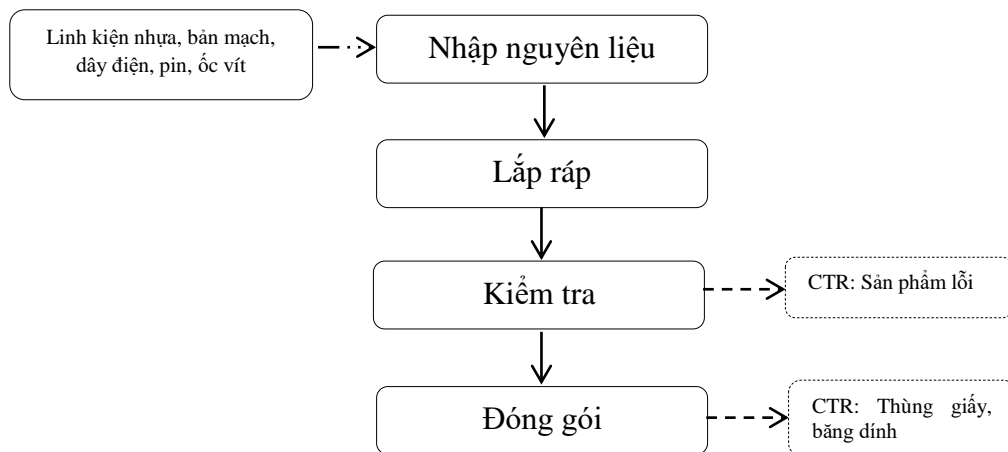 Linh kiện nhựa, bản mạch,
dây điện, pin, ốc vít
Nhập nguyên liệu
Lắp ráp
Kiểm tra
CTR: Sản phẩm lỗi
Đóng gói
CTR: Thùng giấy,
băng dính